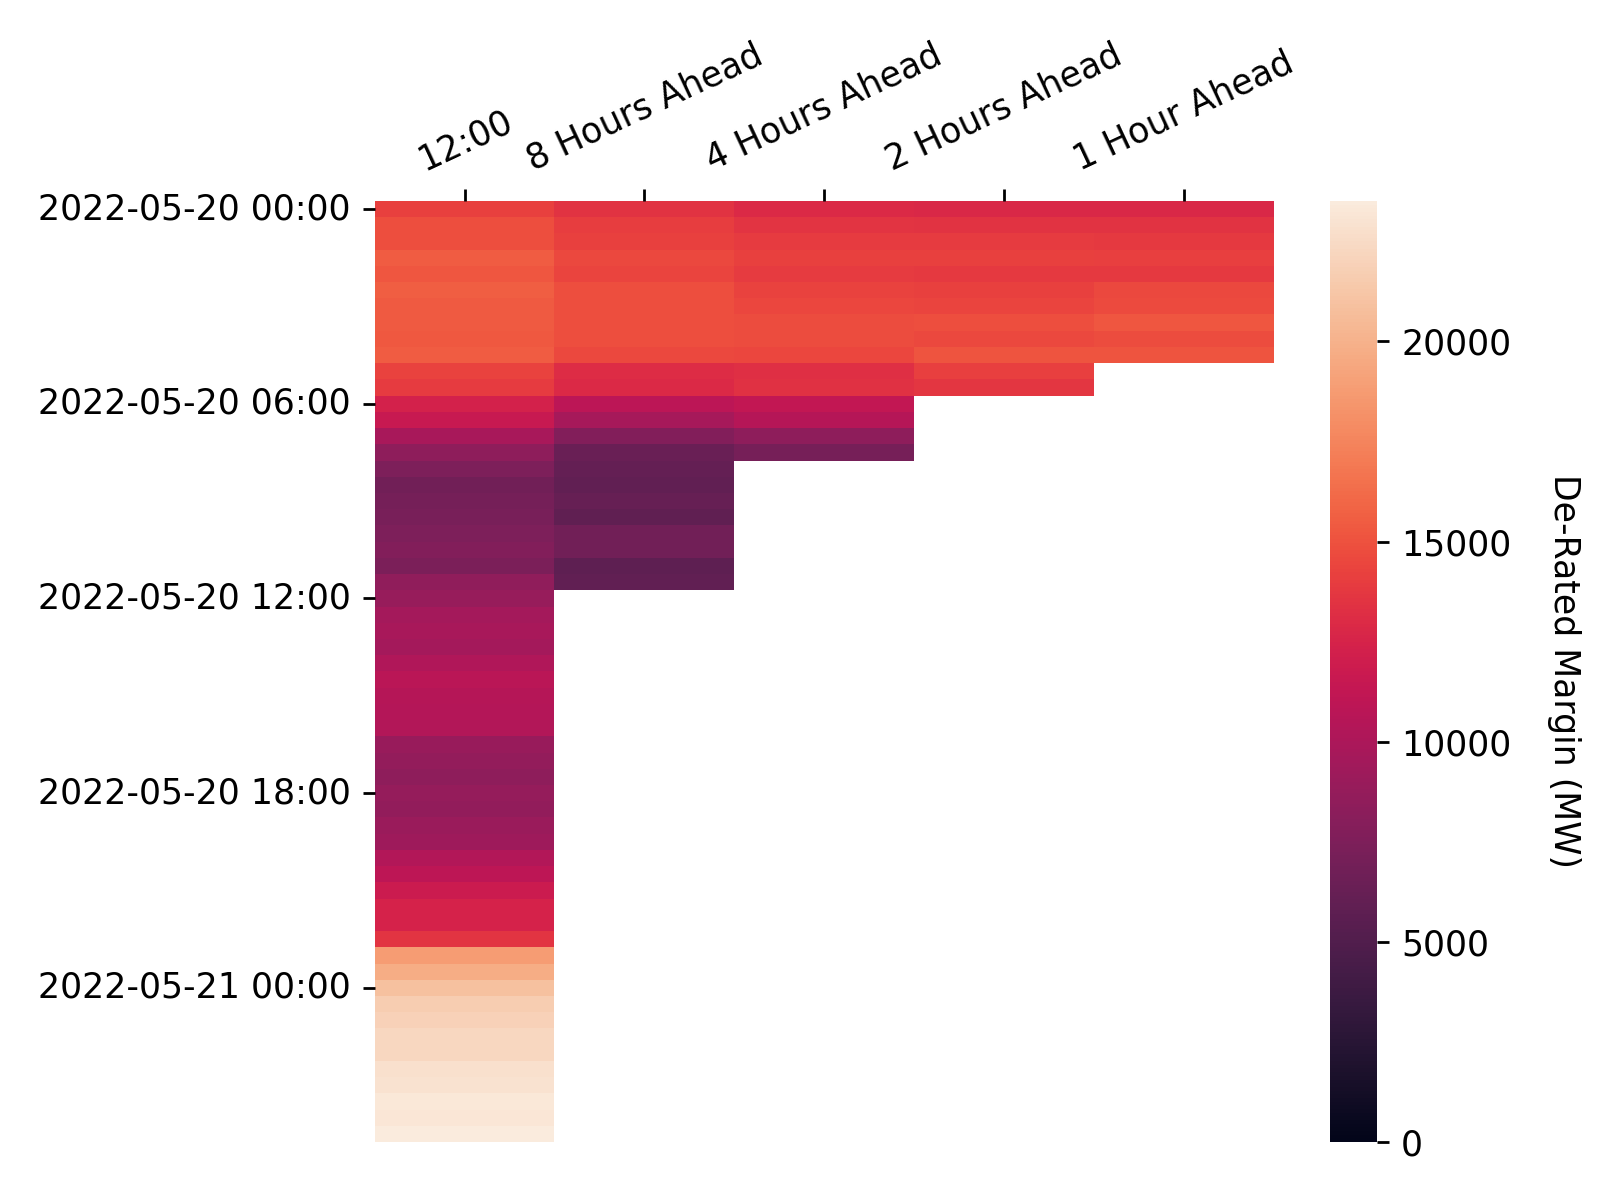 12:00
8 Hours Ahead
4 Hours Ahead
2 Hours Ahead
1 Hour Ahead
2022-05-20 00:00
2022-05-20 06:00
2022-05-20 12:00
2022-05-20 18:00
2022-05-21 00:00
20000
15000
10000
5000
0
De-Rated Margin (MW)